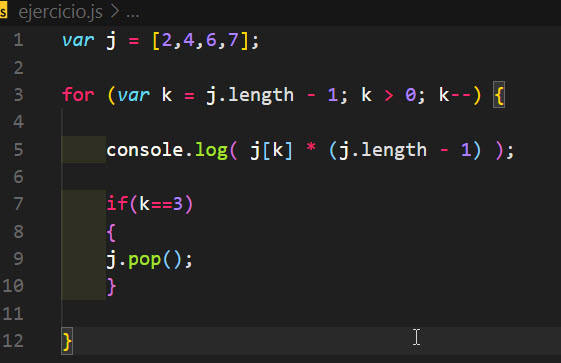 JS ejercicio.js > ...
1 var j = [2,4,6,7];
2
3 for (var k = j.length - 1; k > 0; k--) {
4
5 console.log( j[k] * (j.length - 1) );
6
7 if(k==3)
8 {
9 j.pop();
10 }
11
12 }